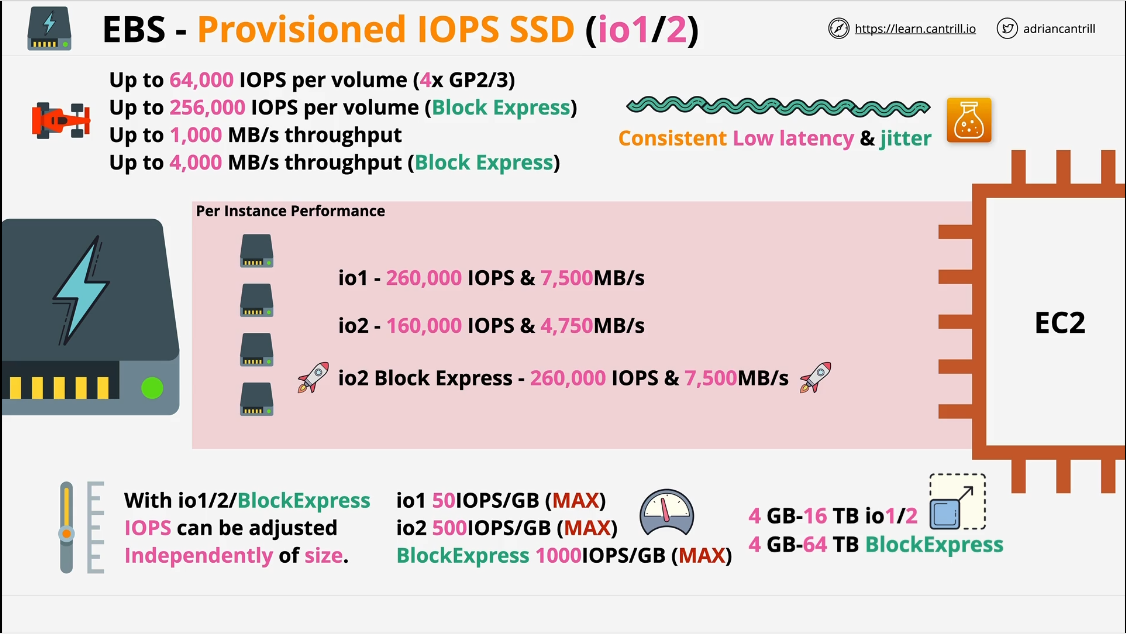 EBS - Provisioned IOPS SSD (io1/2)
https://learn.cantrill.io
adriancantrill
Up to 64,000 IOPS per volume (4x GP2/3)
Up to 256,000 IOPS per volume (Block Express)
Up to 1,000 MB/s throughput
Up to 4,000 MB/s throughput (Block Express)
Consistent Low latency & jitter
Per Instance Performance
io1 - 260,000 IOPS & 7,500MB/s
io2 - 160,000 IOPS & 4,750MB/s
io2 Block Express - 260,000 IOPS & 7,500MB/s
EC2
With io1/2/BlockExpress
IOPS can be adjusted
Independently of size.
io1 50IOPS/GB (MAX)
io2 500IOPS/GB (MAX)
BlockExpress 1000IOPS/GB (MAX)
4 GB-16 TB io1/2
4 GB-64 TB BlockExpress